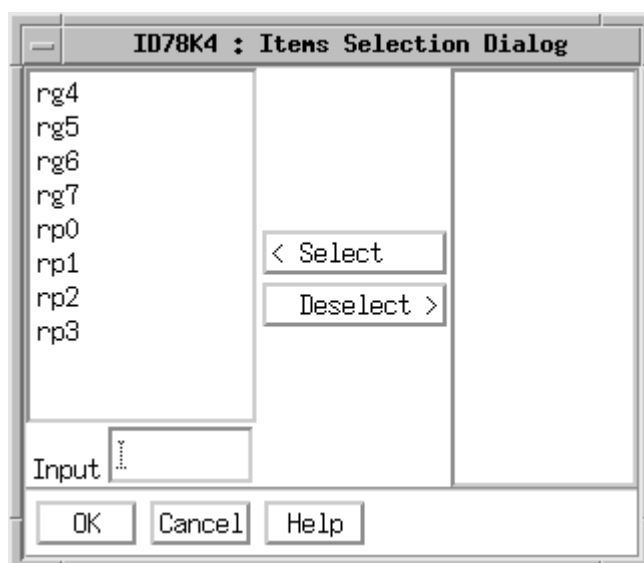 ID78K4 : Items Selection Dialog
rg4
rg5
rg6
rg7
rp0
rp1
rp2
rp3
< Select
Deselect >
Input
OK
Cancel
Help